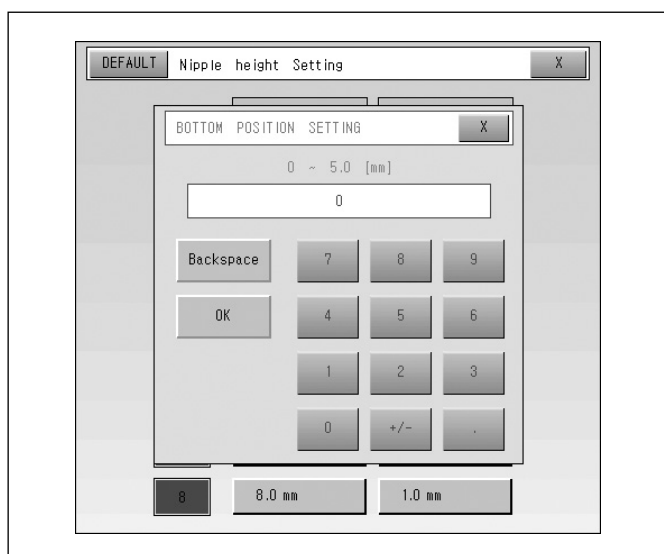 DEFAULT Nipple height Setting X
BOTTOM POSITION SETTING X
0 ~ 5.0 [mm]
0
Backspace 7 8 9
OK 4 5 6
1 2 3
0 +/- .
8 8.0 mm 1.0 mm